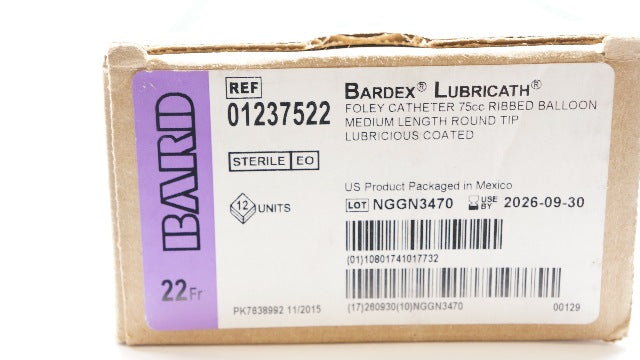 BARD
22Fr
REF
01237522
STERILE EO
12 UNITS
PK7638992 11/2015
BARDEX® LUBRICATH®
FOLEY CATHETER 75cc RIBBED BALLOON
MEDIUM LENGTH ROUND TIP
LUBRICIOUS COATED
US Product Packaged in Mexico
LOT NGGN3470 USE BY 2026-09-30
(01)10801741017732
(17)260930(10)NGGN3470
00129